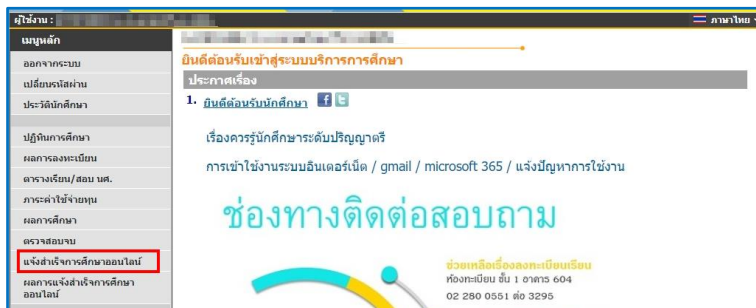 ผู้ใช้งาน :
ภาษาไทย
เมนูหลัก
ออกจากระบบ
เปลี่ยนรหัสผ่าน
ประวัตินักศึกษา
ปฏิทินการศึกษา
ผลการลงทะเบียน
ตารางเรียน/สอบ นศ.
ภาระค่าใช้จ่ายทุน
ผลการศึกษา
ตรวจสอบจบ
แจ้งสำเร็จการศึกษาออนไลน์
ผลการแจ้งสำเร็จการศึกษา
ออนไลน์
ยินดีต้อนรับเข้าสู่ระบบบริการการศึกษา
ประกาศเรื่อง
1. ยินดีต้อนรับนักศึกษา
เรื่องควรรู้นักศึกษาระดับปริญญาตรี
การเข้าใช้งานระบบอินเตอร์เน็ต / gmail / microsoft 365 / แจ้งปัญหาการใช้งาน
ช่องทางติดต่อสอบถาม
ช่วยเหลือเรื่องลงทะเบียนเรียน
ห้องทะเบียน ชั้น 1 อาคาร 604
02 280 0551 ต่อ 3295